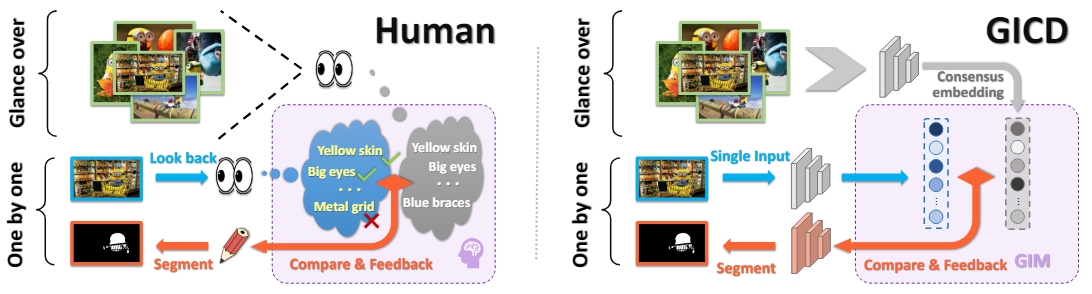 Human
Glance over
One by one
Look back
Yellow skin
Big eyes
...
Metal grid
Yellow skin
Big eyes
...
Blue braces
Segment
Compare & Feedback
GICD
Glance over
One by one
Consensus
embedding
Single Input
...
...
Segment
Compare & Feedback
GIM